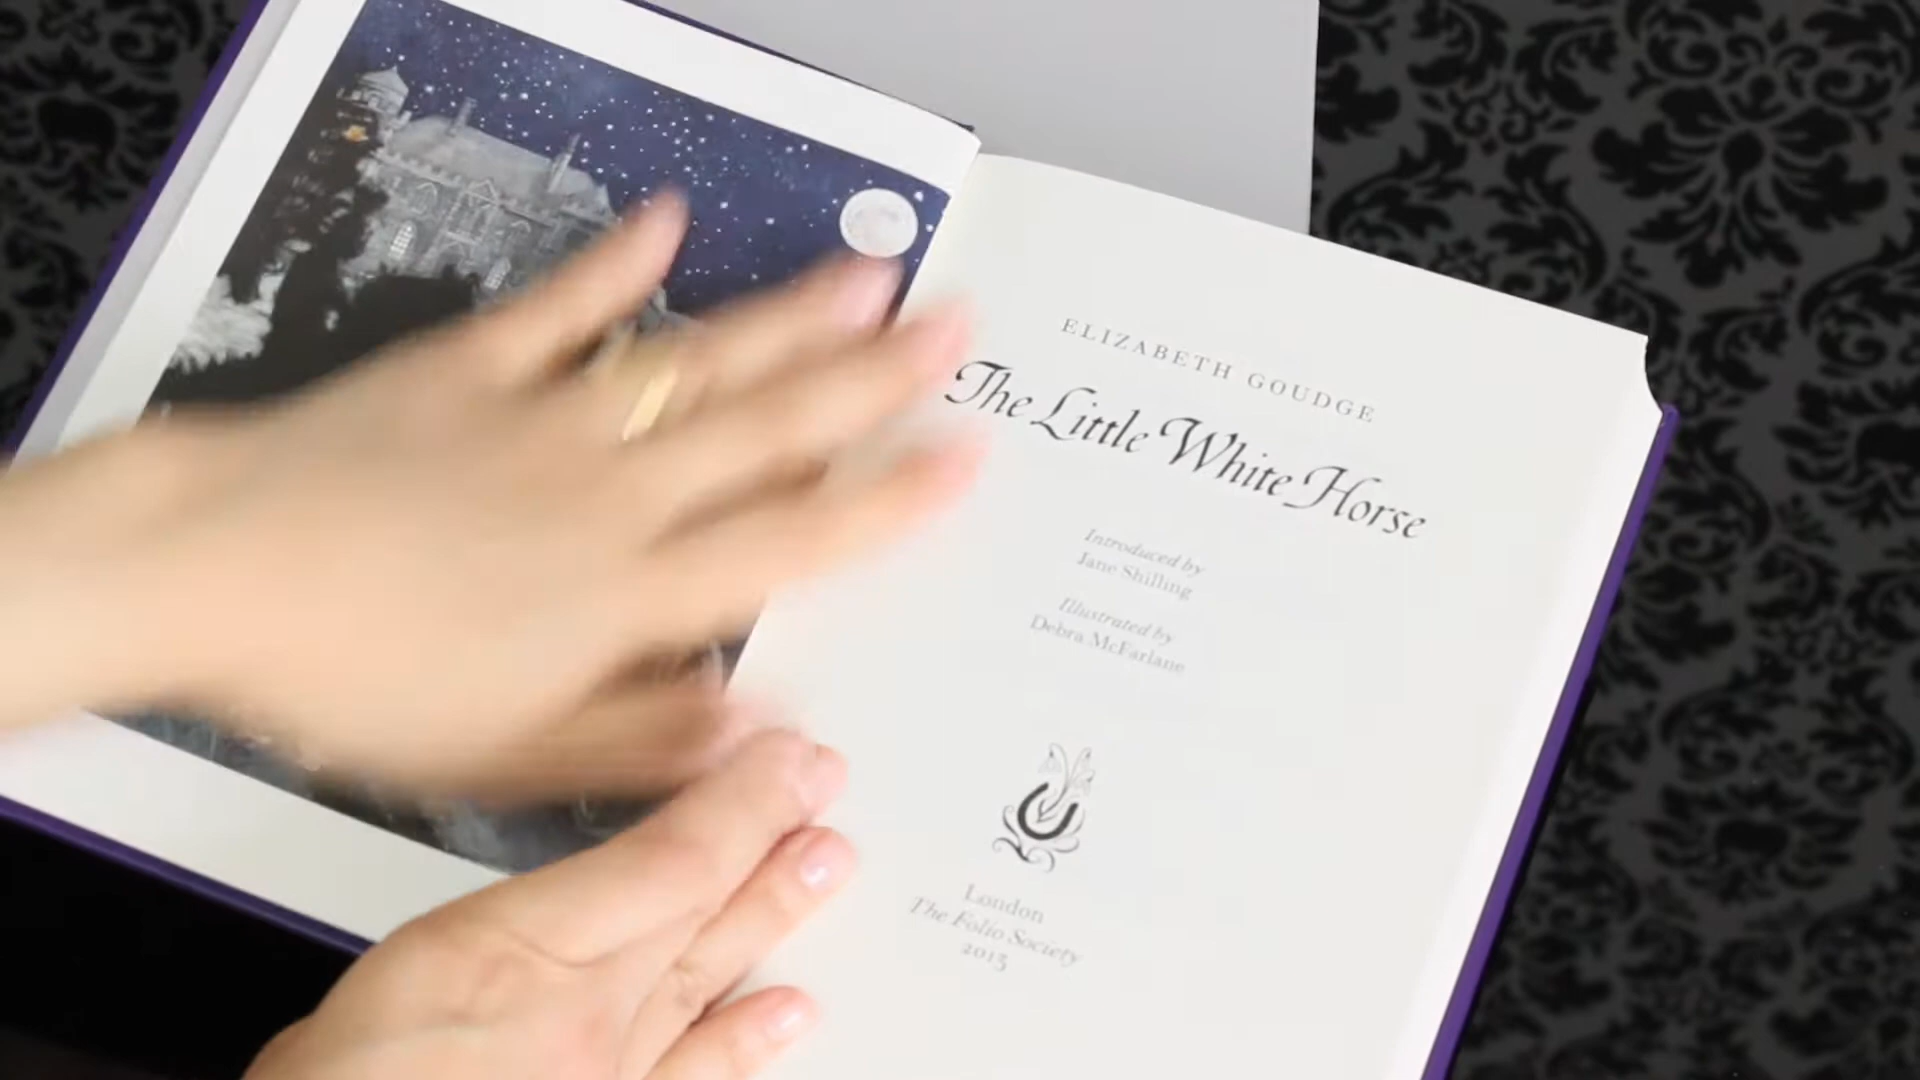 ELIZABETH GOUDGE
The Little White Horse
Introduced by
Jane Shilling
Illustrated by
Debra McFarlane
London
The Folio Society
2013